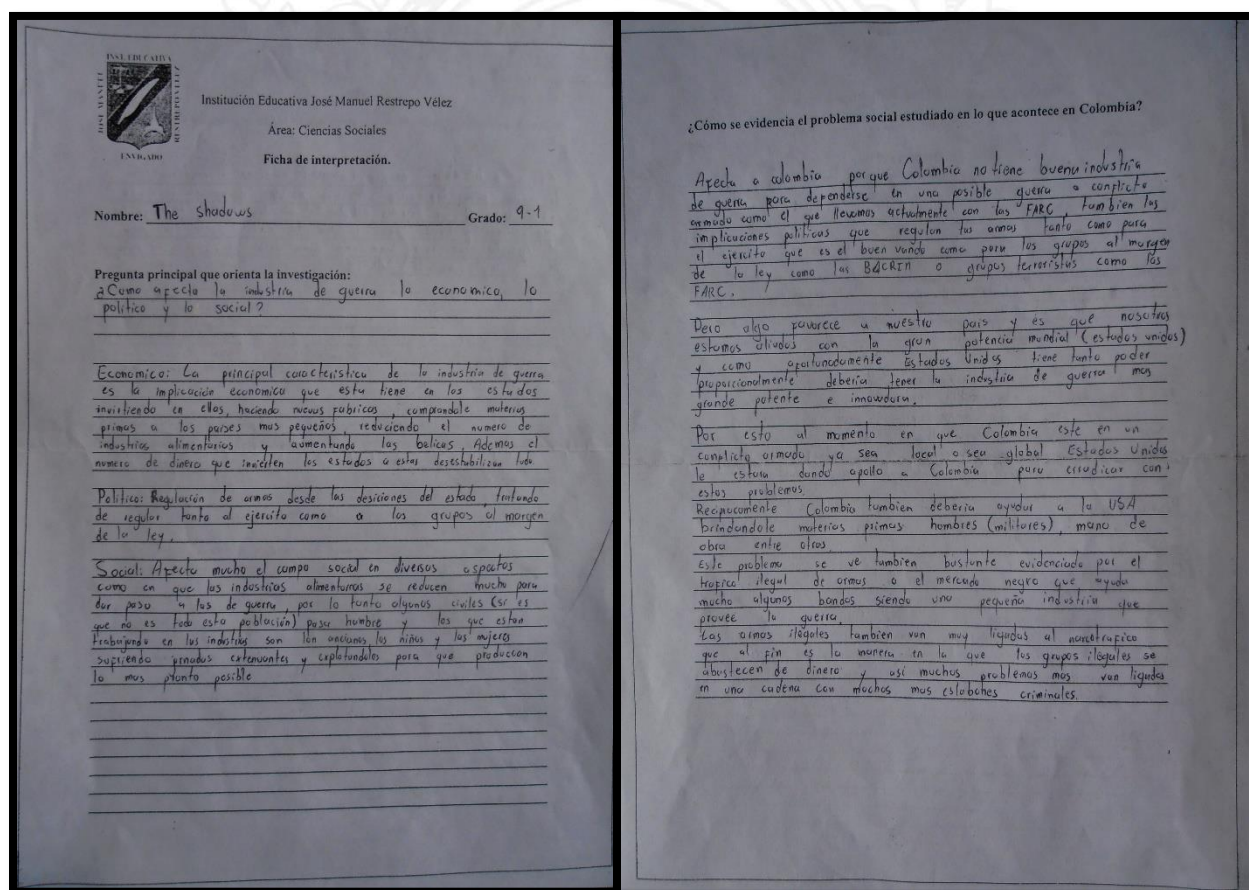 INST. EDUCATIVA
JOSE MANUEL
RESTREPO VELEZ
ENVIGADO
Institución Educativa José Manuel Restrepo Vélez
Área: Ciencias Sociales
Ficha de interpretación.
Nombre: The shadows Grado: 9-1
Pregunta principal que orienta la investigación:
¿Como afecta la industria de guerra lo economico, lo
politico y lo social?
Economico: La principal caracteristica de la industria de guerra
es la implicación económica que esta tiene en los estados
invirtiendo en ellas, haciendo nuevas fabricas, comprandole materias
primas a los paises mas pequeños, reduciendo el numero de
industrias alimentarias y aumentando las belicas. Ademas el
numero de dinero que invierten los estados a estas desestabilizan todo
Politico: Regulación de armas desde las desiciones del estado, tratando
de regular tanto al ejercito como a los grupos al margen
de la ley.
Social: Afecta mucho el campo social en diversos aspectos
como en que las industrias alimentarias se reducen mucho para
dar paso a las de guerra, por lo tanto algunos civiles (si es
que no es toda esta población) pasa hambre y los que estan
trabajando en las industrias son los ancianos los niños y las mujeres
sufriendo jornadas extenuantes y explotandoles para que produccan
lo mas pronto posible
¿Cómo se evidencia el problema social estudiado en lo que acontece en Colombia?
Afecta a colombia porque Colombia no tiene buena industria
de guerra para dependerse en una posible guerra o conflicto
armado como el que llevamos actualmente con las FARC, tambien las
implicaciones politicas que regulan las armas tanto como para
el ejercito que es el buen vando como para los grupos al margen
de la ley como las BACRIN o grupos terroristas como las
FARC.
Pero algo favorece a nuestro pais y es que nosotros
estamos aliados con la gran potencia mundial (estados unidos)
y como afortunadamente Estados Unidos tiene tanto poder
proporcionalmente deberia tener la industria de guerra mas
grande potente e innovadora.
Por esto al momento en que Colombia este en un
conflicto armado ya sea local o sea global Estados Unidos
le estara dando apollo a Colombia para erradicar con
estos problemas.
Recipocomente Colombia tambien deberia ayudar a la USA
brindandole materias primas hombres (militares), mano de
obra entre otros
Este problema se ve tambien bastante evidenciado por el
trafico ilegal de armas o el mercado negro que ayuda
mucho algunos bandos siendo una pequeña industria que
provee la guerra.
Las armas ilegales tambien van muy ligadas al narcotrafico
que al fin es la manera en la que los grupos ilegales se
abastecen de dinero y asi muchos problemas mas van ligados
en una cadena con muchos mas eslabones criminales.